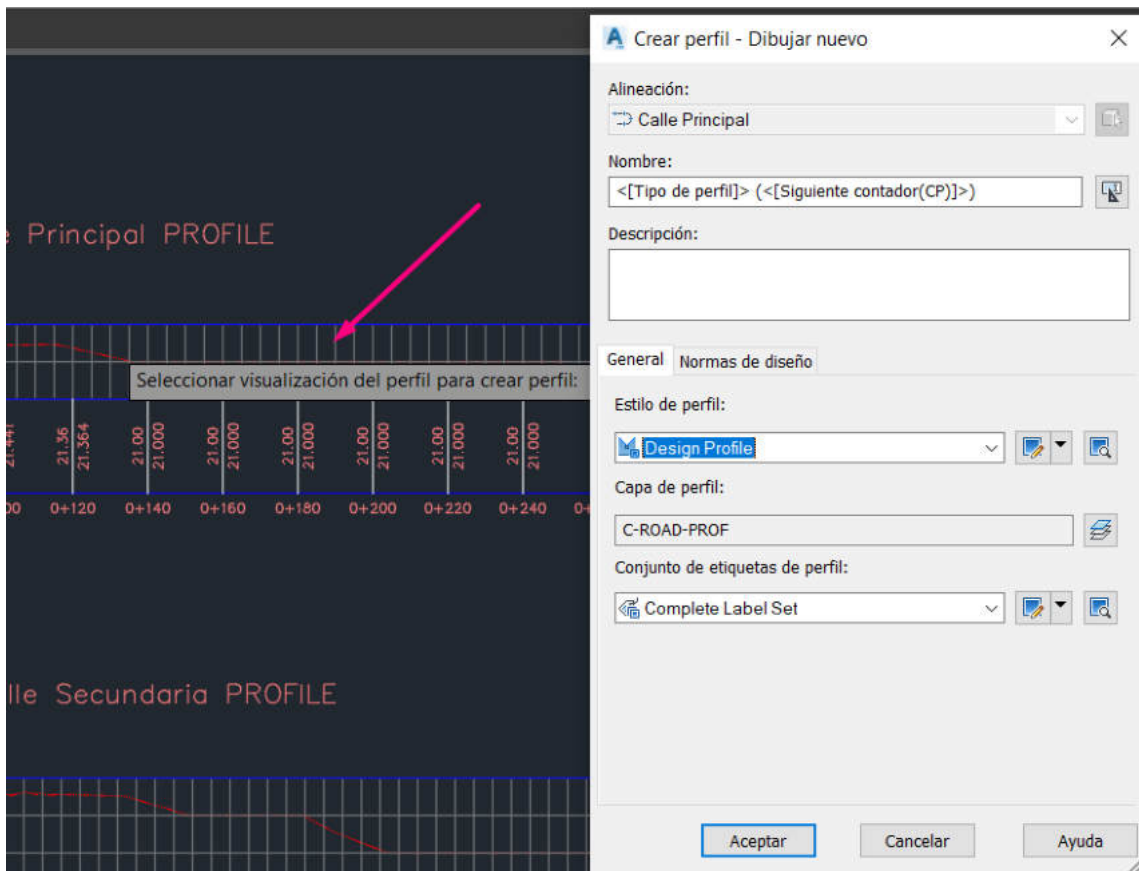 Crear perfil - Dibujar nuevo
Alineación:
Calle Principal
Nombre:
<[Tipo de perfil]> (<[Siguiente contador(CP)]>)
Descripción:
General Normas de diseño
Estilo de perfil:
Design Profile
Capa de perfil:
C-ROAD-PROF
Conjunto de etiquetas de perfil:
Complete Label Set
Aceptar Cancelar Ayuda
Principal PROFILE
Seleccionar visualización del perfil para crear perfil:
21.36 21.00 21.00 21.00 21.00 21.00 21.00
21.364 21.000 21.000 21.000 21.000 21.000 21.000
0+120 0+140 0+160 0+180 0+200 0+220 0+240
lle Secundaria PROFILE